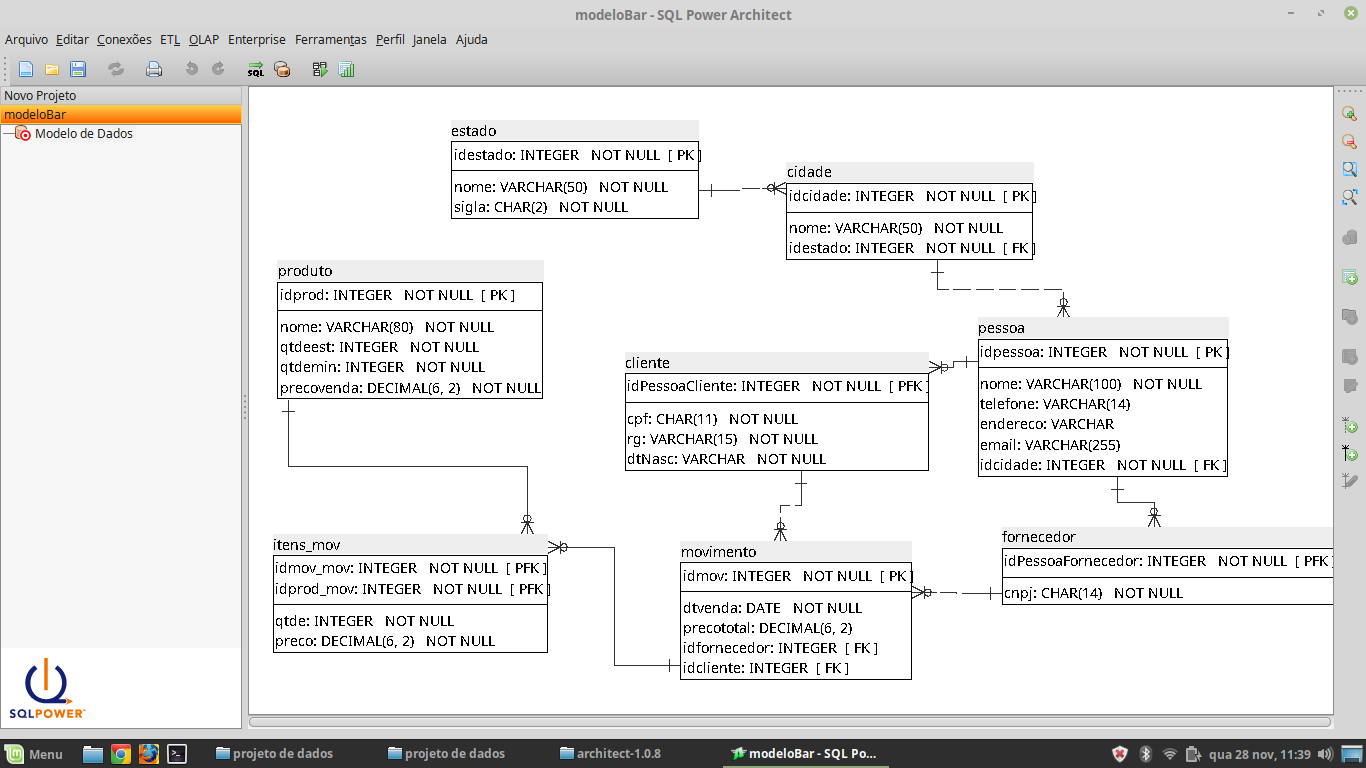 modeloBar - SQL Power Architect
Arquivo Editar Conexões ETL OLAP Enterprise Ferramentas Perfil Janela Ajuda
SQL
Novo Projeto
modeloBar
Modelo de Dados
estado
idestado: INTEGER NOT NULL [ PK ]
nome: VARCHAR(50) NOT NULL
sigla: CHAR(2) NOT NULL
cidade
idcidade: INTEGER NOT NULL [ PK ]
nome: VARCHAR(50) NOT NULL
idestado: INTEGER NOT NULL [ FK ]
produto
idprod: INTEGER NOT NULL [ PK ]
nome: VARCHAR(80) NOT NULL
qtdeest: INTEGER NOT NULL
qtdemin: INTEGER NOT NULL
precovenda: DECIMAL(6, 2) NOT NULL
cliente
idPessoaCliente: INTEGER NOT NULL [ PFK ]
cpf: CHAR(11) NOT NULL
rg: VARCHAR(15) NOT NULL
dtNasc: VARCHAR NOT NULL
pessoa
idpessoa: INTEGER NOT NULL [ PK ]
nome: VARCHAR(100) NOT NULL
telefone: VARCHAR(14)
endereco: VARCHAR
email: VARCHAR(255)
idcidade: INTEGER NOT NULL [ FK ]
itens_mov
idmov_mov: INTEGER NOT NULL [ PFK ]
idprod_mov: INTEGER NOT NULL [ PFK ]
qtde: INTEGER NOT NULL
preco: DECIMAL(6, 2) NOT NULL
movimento
idmov: INTEGER NOT NULL [ PK ]
dtvenda: DATE NOT NULL
precototal: DECIMAL(6, 2)
idfornecedor: INTEGER [ FK ]
idcliente: INTEGER [ FK ]
fornecedor
idPessoaFornecedor: INTEGER NOT NULL [ PFK
cnpj: CHAR(14) NOT NULL
SQLPOWER
Menu projeto de dados projeto de dados architect-1.0.8 modeloBar - SQL Po... qua 28 nov, 11:39